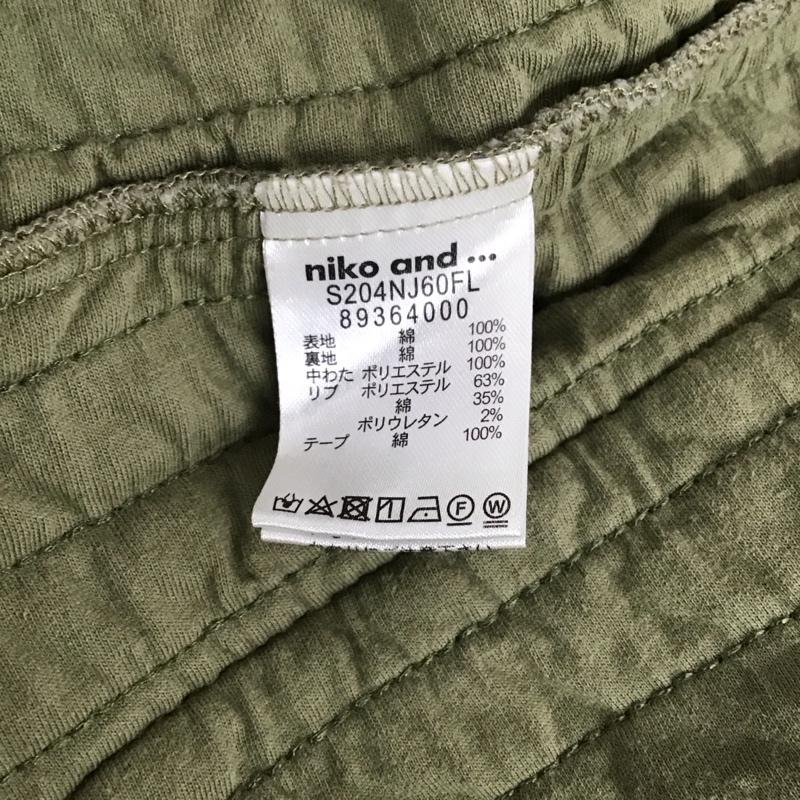 niko and ...
S204NJ60FL
89364000
表地 綿 100%
裏地 綿 100%
中わた ポリエステル 100%
リブ ポリエステル 63%
綿 35%
ポリウレタン 2%
テープ 綿 100%
F W